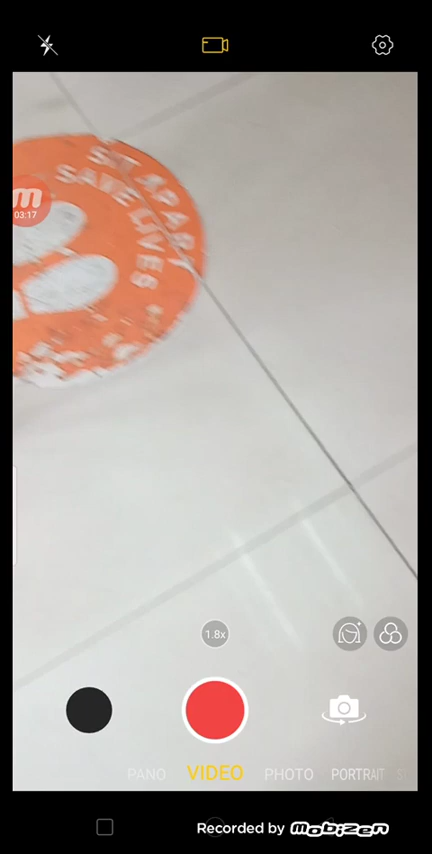 SIT APART
SAVE LIVES
m
03:17
1.8x
PANO VIDEO PHOTO PORTRAIT
Recorded by Mobizen